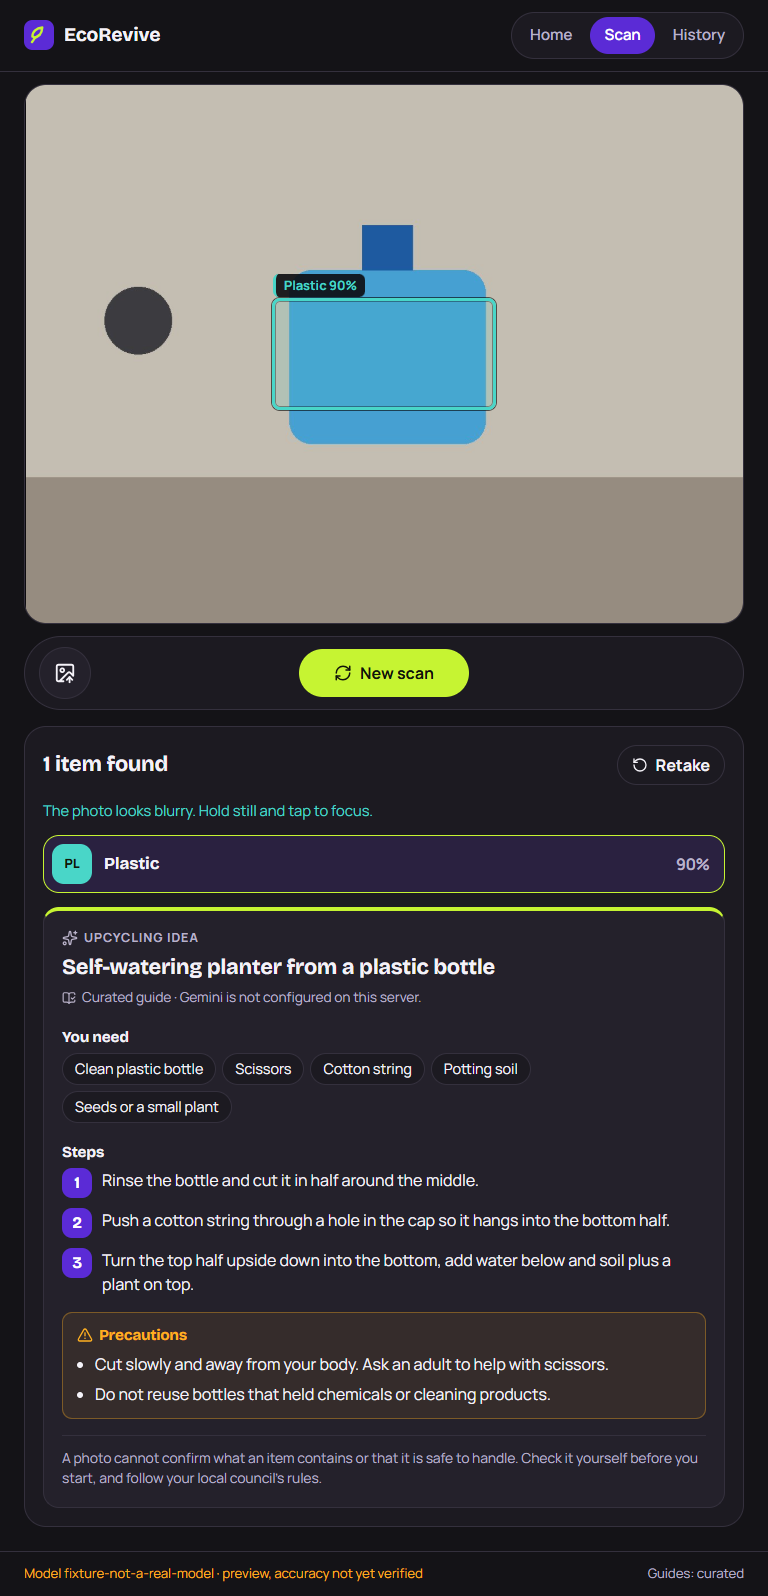 EcoRevive
Home Scan History
Plastic 90%
New scan
1 item found
Retake
The photo looks blurry. Hold still and tap to focus.
PL Plastic 90%
UPCYCLING IDEA
Self-watering planter from a plastic bottle
Curated guide · Gemini is not configured on this server.
You need
Clean plastic bottle Scissors Cotton string Potting soil
Seeds or a small plant
Steps
1 Rinse the bottle and cut it in half around the middle.
2 Push a cotton string through a hole in the cap so it hangs into the bottom half.
3 Turn the top half upside down into the bottom, add water below and soil plus a
plant on top.
Precautions
• Cut slowly and away from your body. Ask an adult to help with scissors.
• Do not reuse bottles that held chemicals or cleaning products.
A photo cannot confirm what an item contains or that it is safe to handle. Check it yourself before you
start, and follow your local council's rules.
Model fixture-not-a-real-model · preview, accuracy not yet verified
Guides: curated